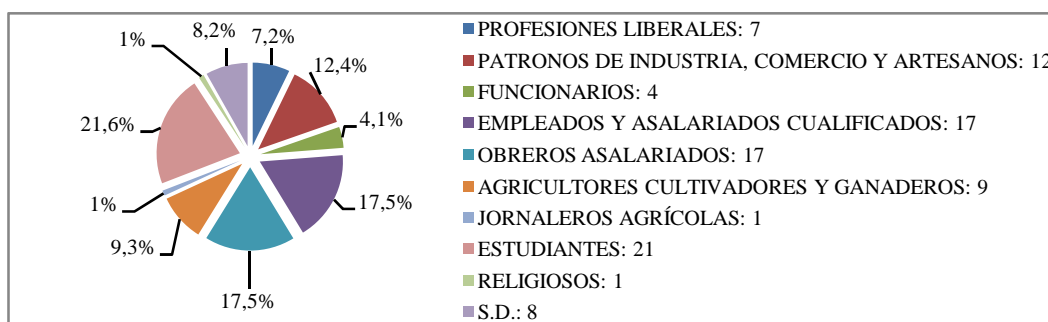 8,2%
7,2%
1%
12,4%
21,6%
4,1%
1%
17,5%
9,3%
17,5%
PROFESIONES LIBERALES: 7
PATRONOS DE INDUSTRIA, COMERCIO Y ARTESANOS: 12
FUNCIONARIOS: 4
EMPLEADOS Y ASALARIADOS CUALIFICADOS: 17
OBREROS ASALARIADOS: 17
AGRICULTORES CULTIVADORES Y GANADEROS: 9
JORNALEROS AGRÍCOLAS: 1
ESTUDIANTES: 21
RELIGIOSOS: 1
S.D.: 8